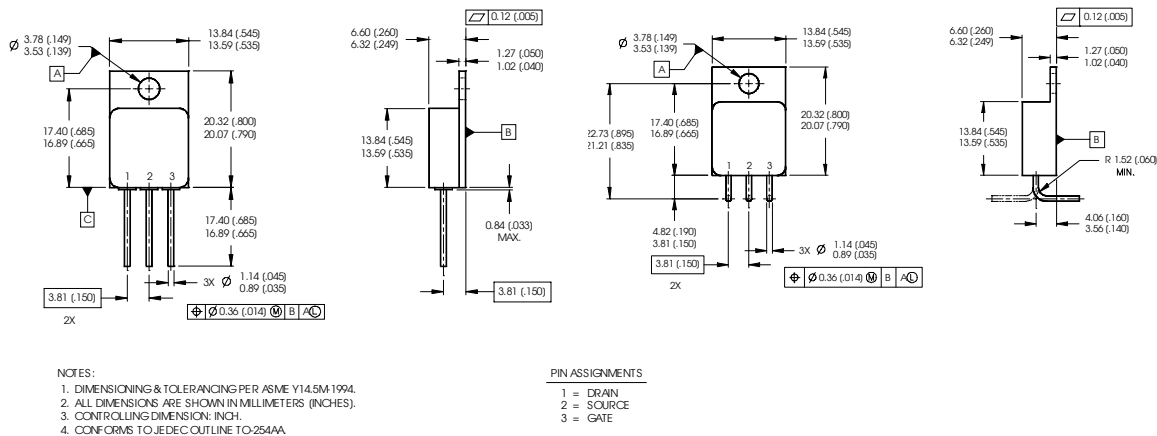 0.12 (.005)
6.60 (.260)
6.32 (.249)
Ø 3.78 (.149)
3.53 (.139)
13.84 (.545)
13.59 (.535)
1.27 (.050)
1.02 (.040)
A
17.40 (.685)
16.89 (.665)
20.32 (.800)
20.07 (.790)
13.84 (.545)
13.59 (.535)
B
1 2 3
C
17.40 (.685)
16.89 (.665)
0.84 (.033)
MAX.
3X Ø 1.14 (.045)
0.89 (.035)
3.81 (.150)
2X
Ø 0.36 (.014) Ⓜ B A Ⓛ
3.81 (.150)
0.12 (.005)
6.60 (.260)
6.32 (.249)
Ø 3.78 (.149)
3.53 (.139)
13.84 (.545)
13.59 (.535)
1.27 (.050)
1.02 (.040)
A
22.73 (.895)
21.21 (.835)
17.40 (.685)
16.89 (.665)
20.32 (.800)
20.07 (.790)
13.84 (.545)
13.59 (.535)
B
1 2 3
R 1.52 (.060)
MIN.
4.82 (.190)
3.81 (.150)
4.06 (.160)
3.56 (.140)
3X Ø 1.14 (.045)
0.89 (.035)
3.81 (.150)
2X
Ø 0.36 (.014) Ⓜ B A Ⓛ
NOTES:
1. DIMENSIONING & TOLERANCING PER ASME Y14.5M-1994.
2. ALL DIMENSIONS ARE SHOWN IN MILLIMETERS (INCHES).
3. CONTROLLING DIMENSION: INCH.
4. CONFORMS TO JEDEC OUTLINE TO-254AA.
PIN ASSIGNMENTS
1 = DRAIN
2 = SOURCE
3 = GATE